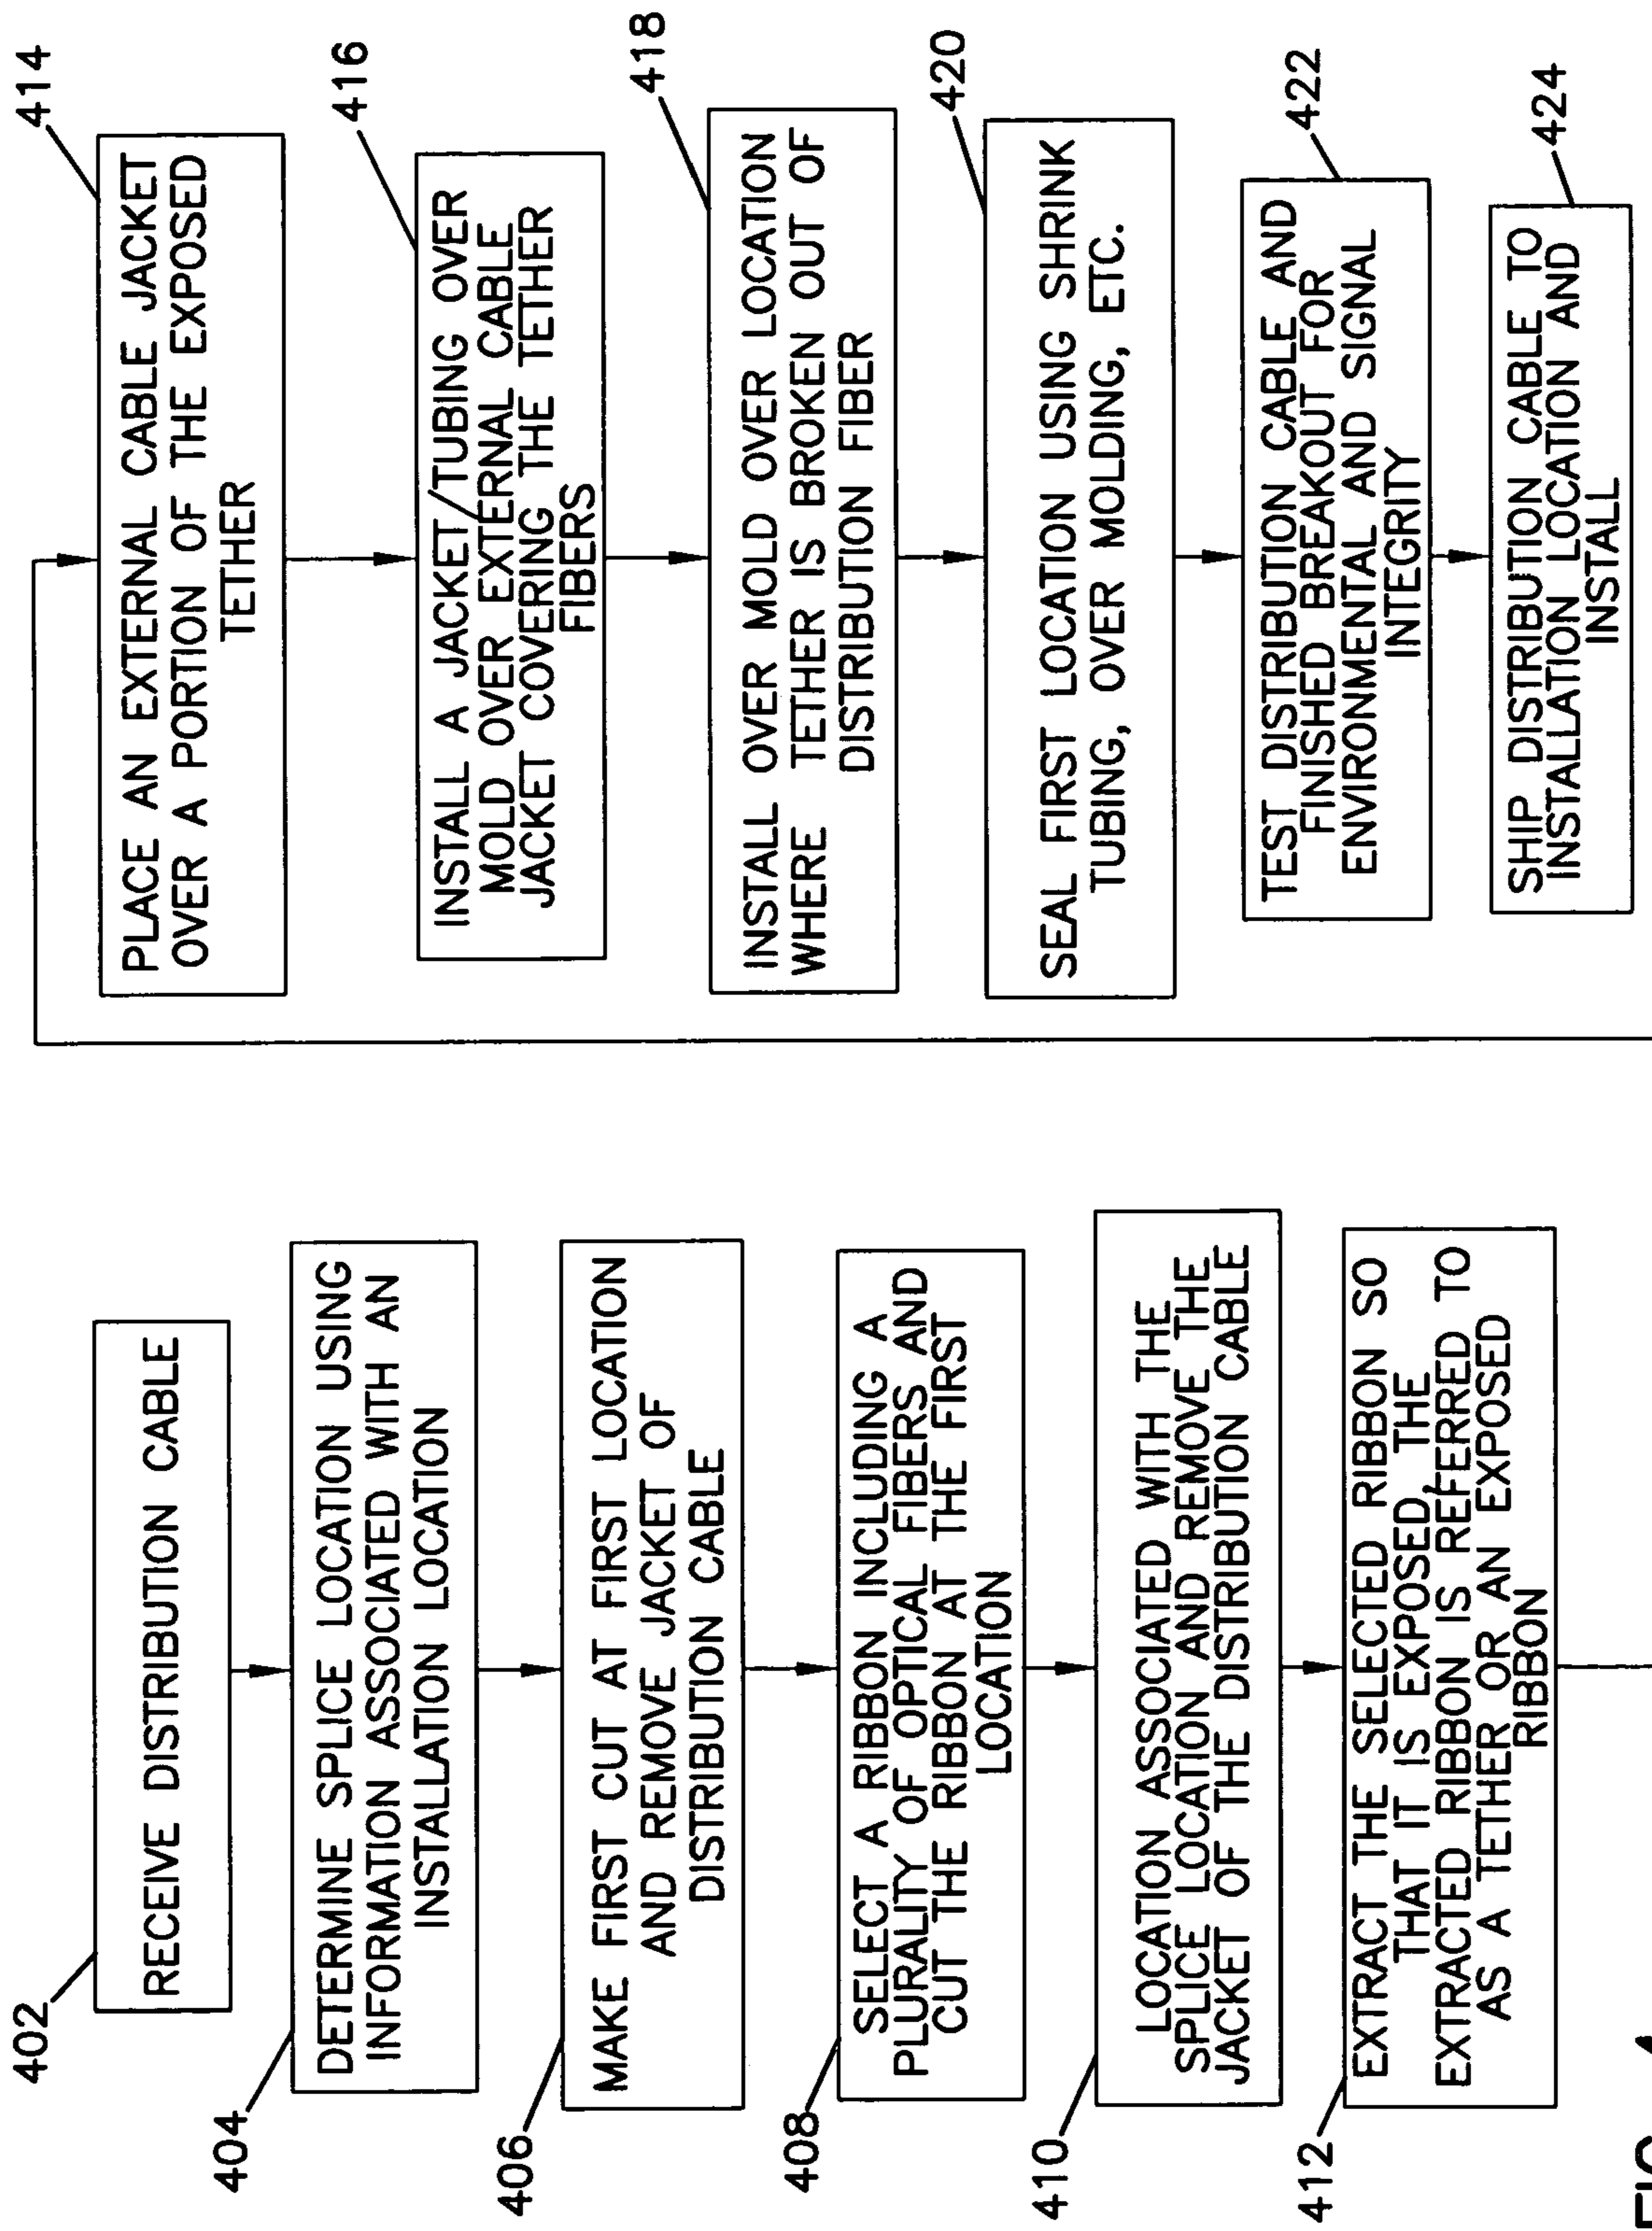 402
RECEIVE DISTRIBUTION CABLE
404
DETERMINE SPLICE LOCATION USING
INFORMATION ASSOCIATED WITH AN
INSTALLATION LOCATION
406
MAKE FIRST CUT AT FIRST LOCATION
AND REMOVE JACKET OF
DISTRIBUTION CABLE
408
SELECT A RIBBON INCLUDING A
PLURALITY OF OPTICAL FIBERS AND
CUT THE RIBBON AT THE FIRST
LOCATION
410
LOCATION ASSOCIATED WITH THE
SPLICE LOCATION AND REMOVE THE
JACKET OF THE DISTRIBUTION CABLE
412
EXTRACT THE SELECTED RIBBON SO
THAT IT IS EXPOSED, THE
EXTRACTED RIBBON IS REFERRED TO
AS A TETHER OR AN EXPOSED
RIBBON
414
PLACE AN EXTERNAL CABLE JACKET
OVER A PORTION OF THE EXPOSED
TETHER
416
INSTALL A JACKET/TUBING OVER
MOLD OVER EXTERNAL CABLE
JACKET COVERING THE TETHER
FIBERS
418
INSTALL OVER MOLD OVER LOCATION
WHERE TETHER IS BROKEN OUT OF
DISTRIBUTION FIBER
420
SEAL FIRST LOCATION USING SHRINK
TUBING, OVER MOLDING, ETC.
422
TEST DISTRIBUTION CABLE AND
FINISHED BREAKOUT FOR
ENVIRONMENTAL AND SIGNAL
INTEGRITY
424
SHIP DISTRIBUTION CABLE TO
INSTALLATION LOCATION AND
INSTALL